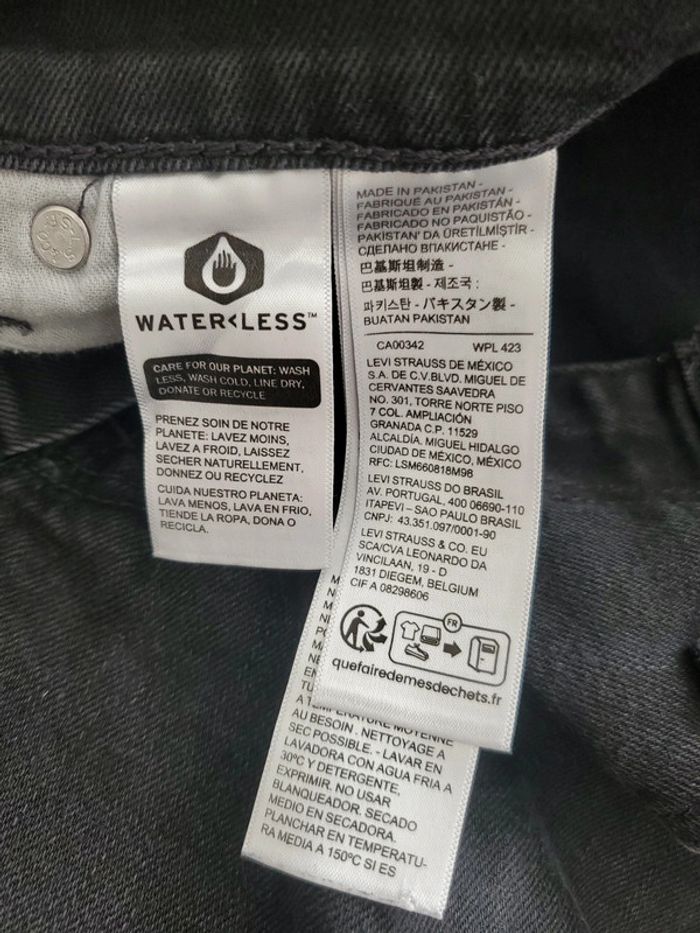 WATER<LESS™
CARE FOR OUR PLANET: WASH
LESS, WASH COLD, LINE DRY,
DONATE OR RECYCLE
PRENEZ SOIN DE NOTRE
PLANETE: LAVEZ MOINS,
LAVEZ A FROID, LAISSEZ
SECHER NATURELLEMENT,
DONNEZ OU RECYCLEZ
CUIDA NUESTRO PLANETA:
LAVA MENOS, LAVA EN FRIO,
TIENDE LA ROPA, DONA O
RECICLA.
MADE IN PAKISTAN -
FABRIQUÉ AU PAKISTAN -
FABRICADO EN PAKISTÁN -
FABRICADO NO PAQUISTÃO -
PAKISTAN' DA ÜRETİLMİŞTİR -
СДЕЛАНО ВПАКИСТАНЕ -
巴基斯坦制造 -
巴基斯坦製 - 제조국 :
파키스탄 - パキスタン製 -
BUATAN PAKISTAN
CA00342 WPL 423
LEVI STRAUSS DE MÉXICO
S.A. DE C.V.BLVD. MIGUEL DE
CERVANTES SAAVEDRA
NO. 301, TORRE NORTE PISO
7 COL. AMPLIACIÓN
GRANADA C.P. 11529
ALCALDÍA. MIGUEL HIDALGO
CIUDAD DE MÉXICO, MÉXICO
RFC: LSM660818M98
LEVI STRAUSS DO BRASIL
AV. PORTUGAL, 400 06690-110
ITAPEVI – SAO PAULO BRASIL
CNPJ: 43.351.097/0001-90
LEVI STRAUSS & CO. EU
SCA/CVA LEONARDO DA
VINCILAAN, 19 - D
1831 DIEGEM, BELGIUM
CIF A 08298606
FR
quefairedemesdechets.fr
A TEMPERATURE MOYENNE
AU BESOIN. NETTOYAGE A
SEC POSSIBLE. - LAVAR EN
LAVADORA CON AGUA FRIA A
30ºC Y DETERGENTE,
EXPRIMIR. NO USAR
BLANQUEADOR. SECADO
MEDIO EN SECADORA.
PLANCHAR EN TEMPERATU-
RA MEDIA A 150ºC SI ES